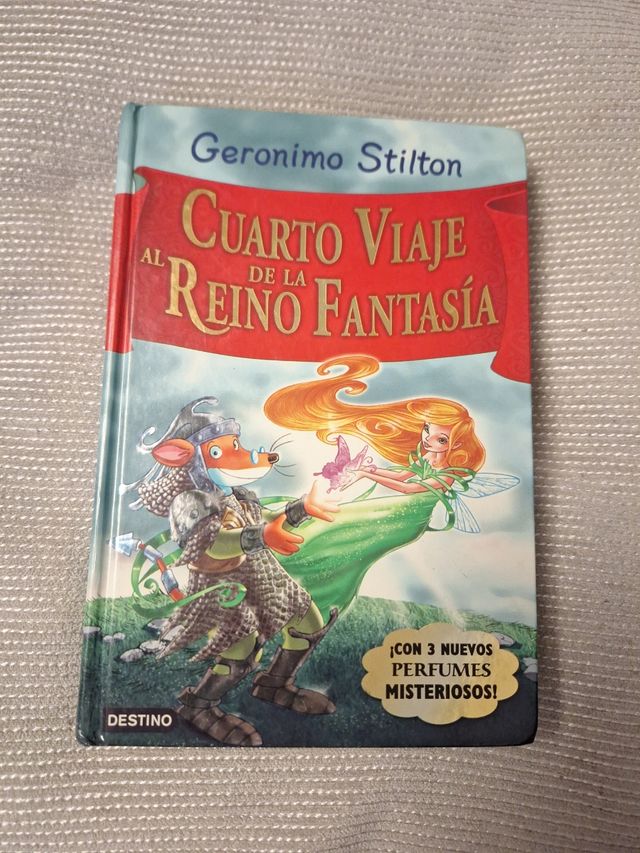 Geronimo Stilton
CUARTO VIAJE
AL DE LA
REINO FANTASÍA
¡CON 3 NUEVOS
PERFUMES
MISTERIOSOS!
DESTINO